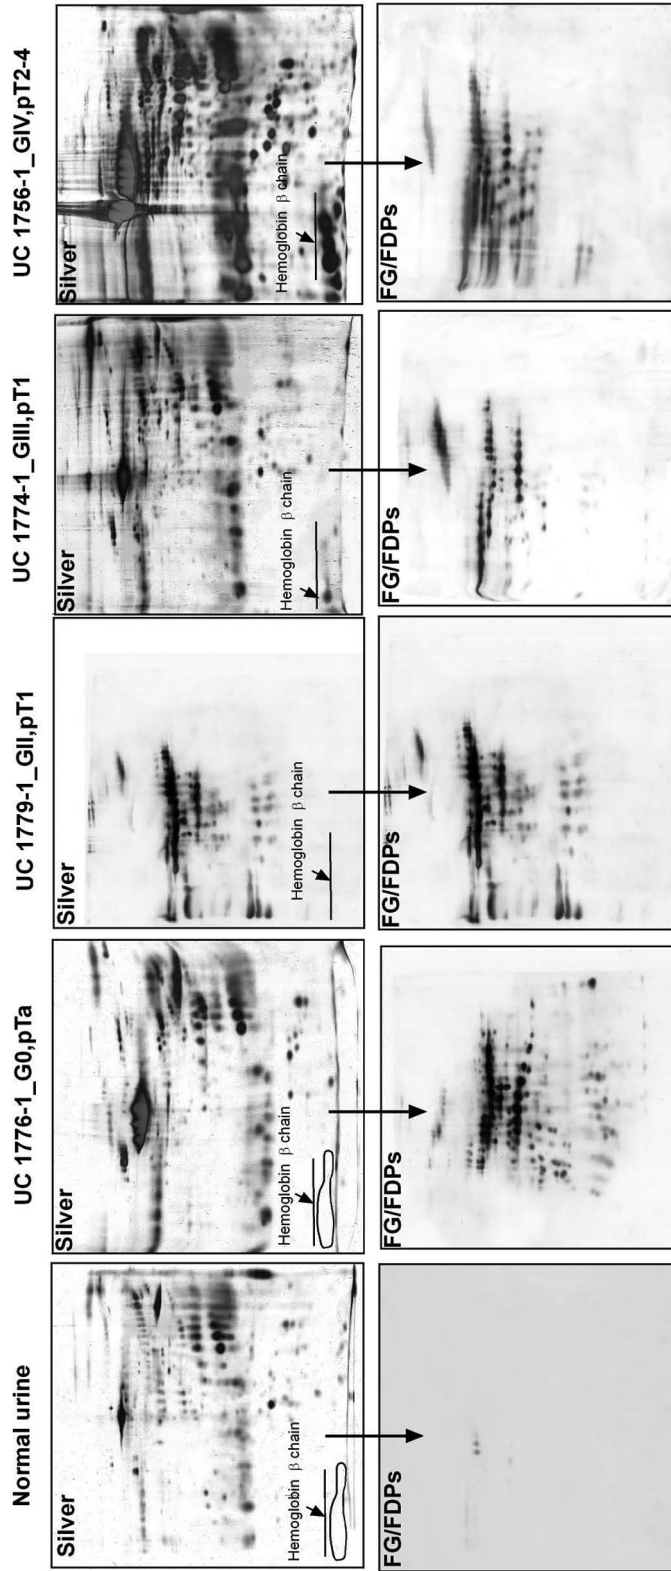 Normal urine
UC 1776-1_G0,pTa
UC 1779-1_GII,pT1
UC 1774-1_GIII,pT1
UC 1756-1_GIV,pT2-4
Silver
Hemoglobin β chain
Silver
Hemoglobin β chain
Silver
Hemoglobin β chain
Silver
Hemoglobin β chain
Silver
Hemoglobin β chain
FG/FDPs
FG/FDPs
FG/FDPs
FG/FDPs
FG/FDPs